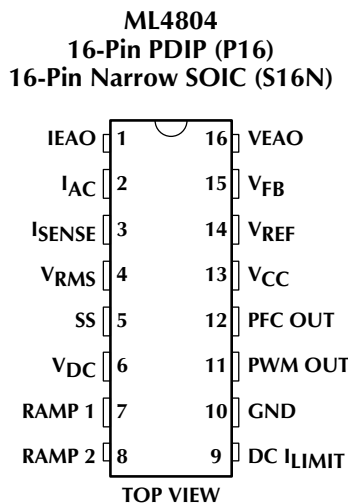 ML4804
16-Pin PDIP (P16)
16-Pin Narrow SOIC (S16N)
IEAO 1 16 VEAO
IAC 2 15 VFB
ISENSE 3 14 VREF
VRMS 4 13 VCC
SS 5 12 PFC OUT
VDC 6 11 PWM OUT
RAMP 1 7 10 GND
RAMP 2 8 9 DC ILIMIT
TOP VIEW